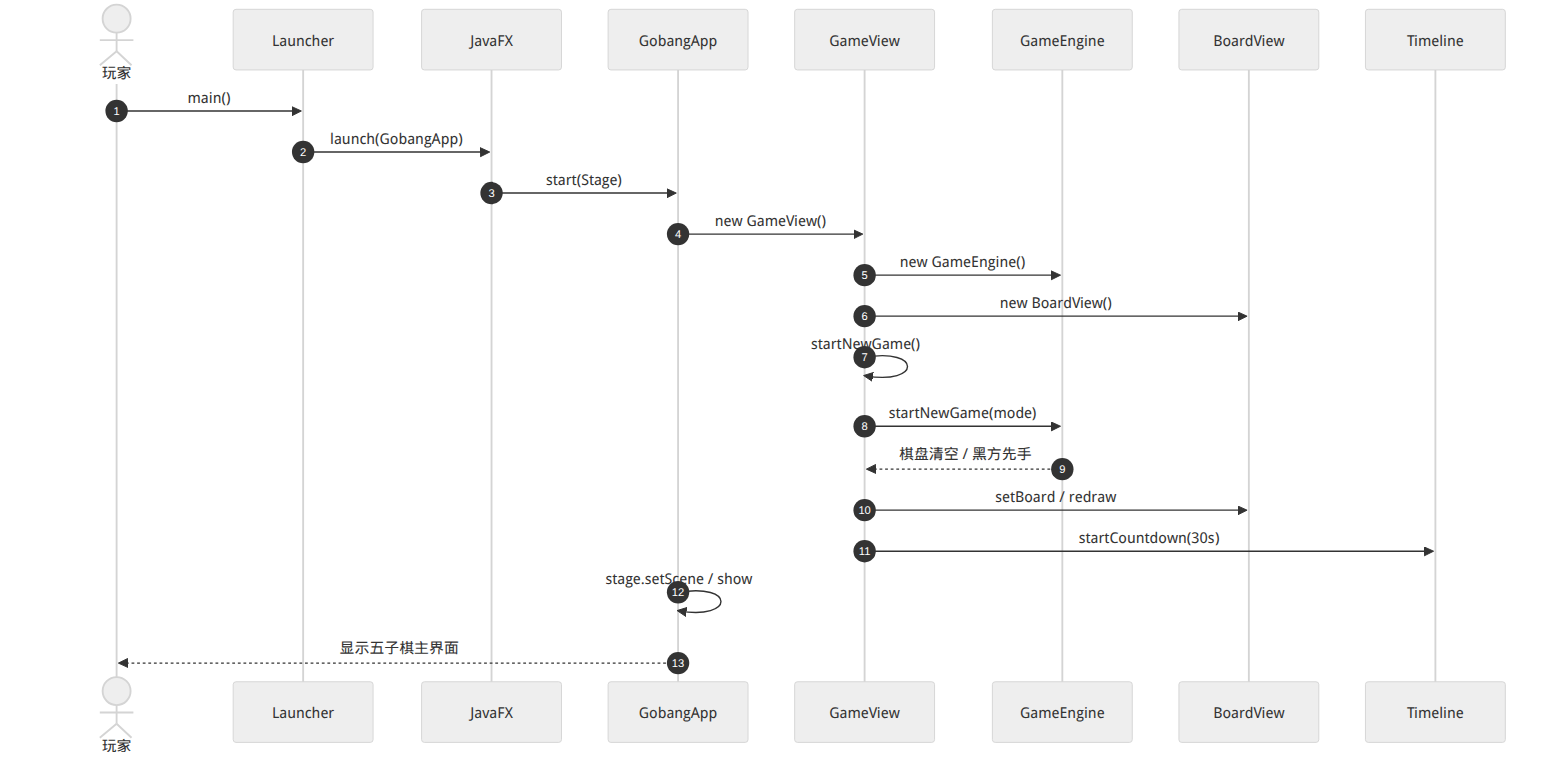 玩家
Launcher
JavaFX
GobangApp
GameView
GameEngine
BoardView
Timeline
main()
1
launch(GobangApp)
2
start(Stage)
3
new GameView()
4
new GameEngine()
5
new BoardView()
6
startNewGame()
7
startNewGame(mode)
8
棋盘清空 / 黑方先手
9
setBoard / redraw
10
startCountdown(30s)
11
stage.setScene / show
12
显示五子棋主界面
13
玩家
Launcher
JavaFX
GobangApp
GameView
GameEngine
BoardView
Timeline